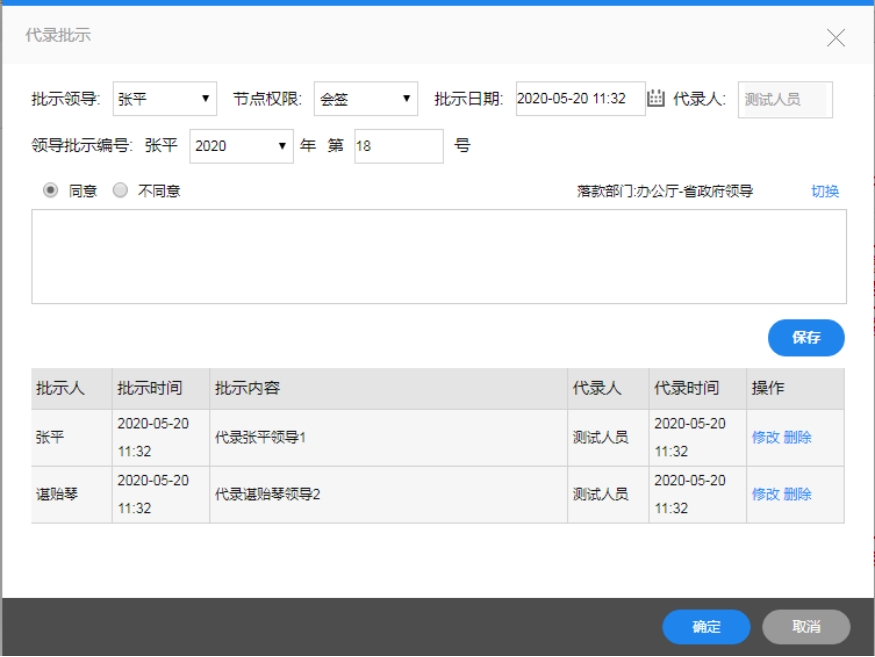 代录批示
批示领导: 张平 节点权限: 会签 批示日期: 2020-05-20 11:32 代录人: 测试人员
领导批示编号: 张平 2020 年 第 18 号
同意 不同意 落款部门:办公厅-省政府领导 切换
保存
批示人 批示时间 批示内容 代录人 代录时间 操作
张平 2020-05-20 11:32 代录张平领导1 测试人员 2020-05-20 11:32 修改 删除
谌贻琴 2020-05-20 11:32 代录谌贻琴领导2 测试人员 2020-05-20 11:32 修改 删除
确定 取消